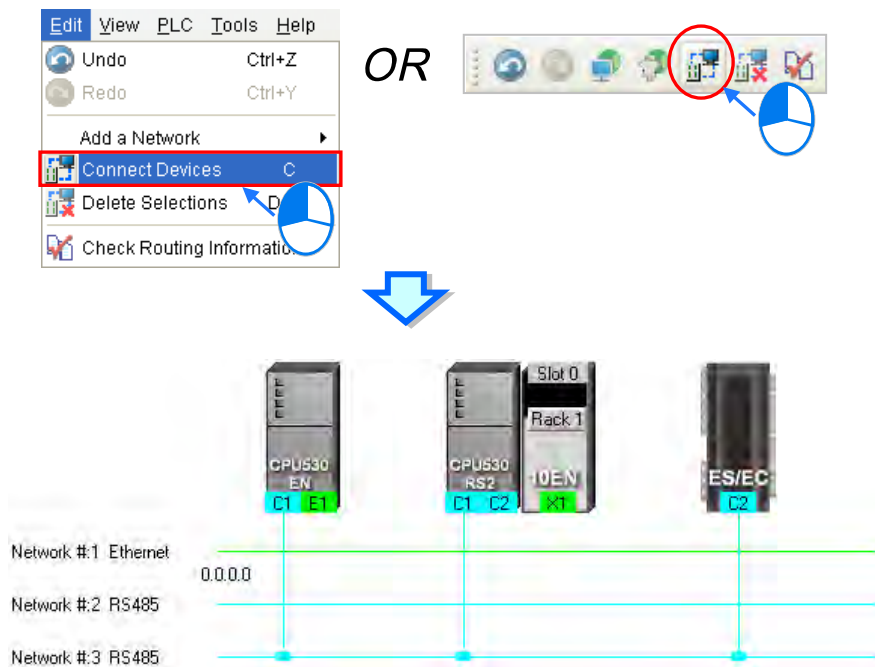 Edit View PLC Tools Help
Undo Ctrl+Z
Redo Ctrl+Y
Add a Network
Connect Devices C
Delete Selections
Check Routing
OR
Slot 0
Rack 1
CPU530
EN
C1 E1
CPU530
RS2
C1 C2
10EN
X1
ES/EC
C2
Network #:1 Ethernet
0.0.0.0
Network #:2 RS485
Network #:3 RS485